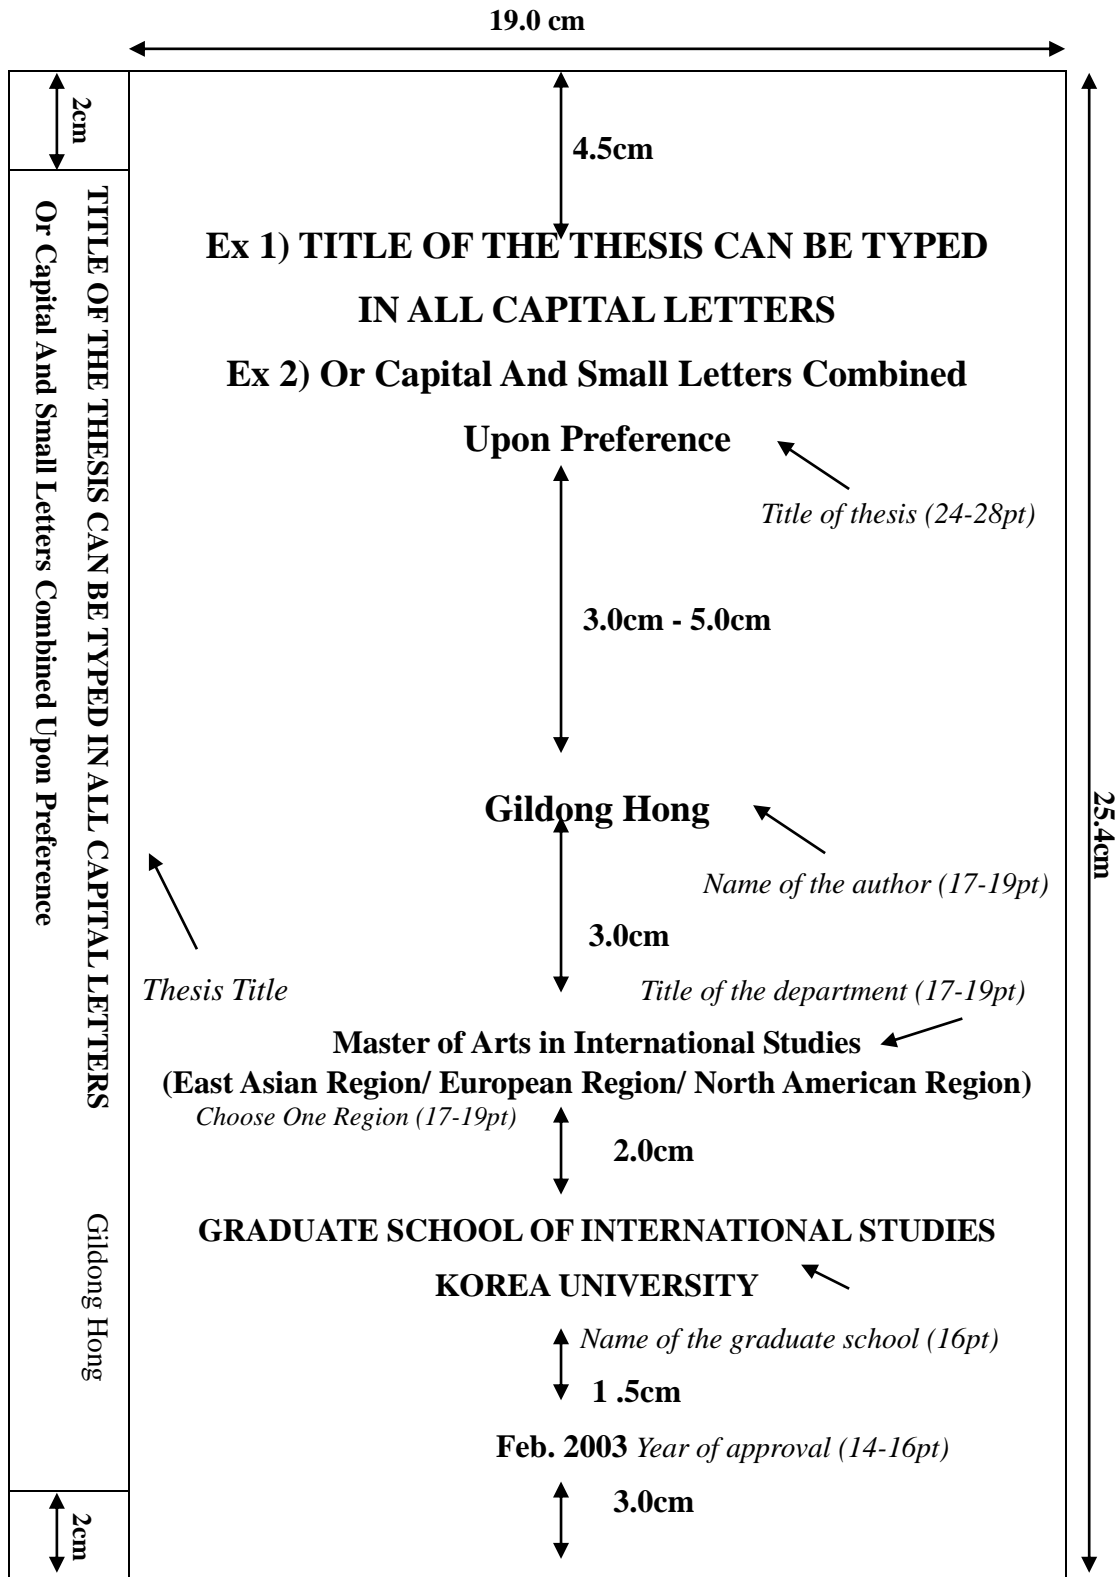 19.0 cm
2cm
4.5cm
TITLE OF THE THESIS CAN BE TYPED IN ALL CAPITAL LETTERS
Or Capital And Small Letters Combined Upon Preference
Gildong Hong
2cm
Ex 1) TITLE OF THE THESIS CAN BE TYPED
IN ALL CAPITAL LETTERS
Ex 2) Or Capital And Small Letters Combined
Upon Preference
Title of thesis (24-28pt)
3.0cm - 5.0cm
Gildong Hong
25.4cm
Name of the author (17-19pt)
3.0cm
Thesis Title
Title of the department (17-19pt)
Master of Arts in International Studies
(East Asian Region/ European Region/ North American Region)
Choose One Region (17-19pt)
2.0cm
GRADUATE SCHOOL OF INTERNATIONAL STUDIES
KOREA UNIVERSITY
Name of the graduate school (16pt)
1 .5cm
Feb. 2003 Year of approval (14-16pt)
3.0cm